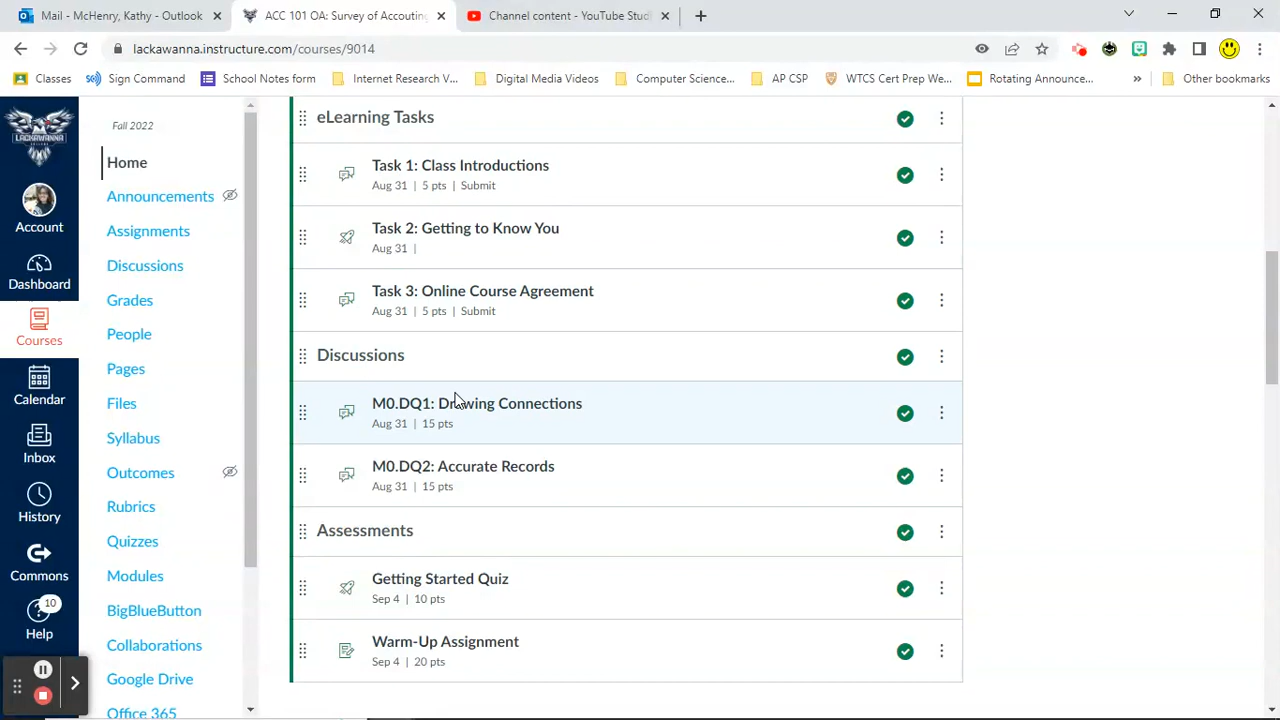 Mail - McHenry, Kathy - Outlook
ACC 101 OA: Survey of Accouting
Channel content - YouTube Stud
lackawanna.instructure.com/courses/9014
Classes
Sign Command
School Notes form
Internet Research V...
Digital Media Videos
Computer Science...
AP CSP
WTCS Cert Prep We...
Rotating Announce...
»
Other bookmarks
LACKAWANNA
COLLEGE
Account
Dashboard
Courses
Calendar
Inbox
History
Commons
10
Help
Fall 2022
Home
Announcements
Assignments
Discussions
Grades
People
Pages
Files
Syllabus
Outcomes
Rubrics
Quizzes
Modules
BigBlueButton
Collaborations
Google Drive
Office 365
eLearning Tasks
Task 1: Class Introductions
Aug 31 | 5 pts | Submit
Task 2: Getting to Know You
Aug 31 |
Task 3: Online Course Agreement
Aug 31 | 5 pts | Submit
Discussions
M0.DQ1: Drawing Connections
Aug 31 | 15 pts
M0.DQ2: Accurate Records
Aug 31 | 15 pts
Assessments
Getting Started Quiz
Sep 4 | 10 pts
Warm-Up Assignment
Sep 4 | 20 pts